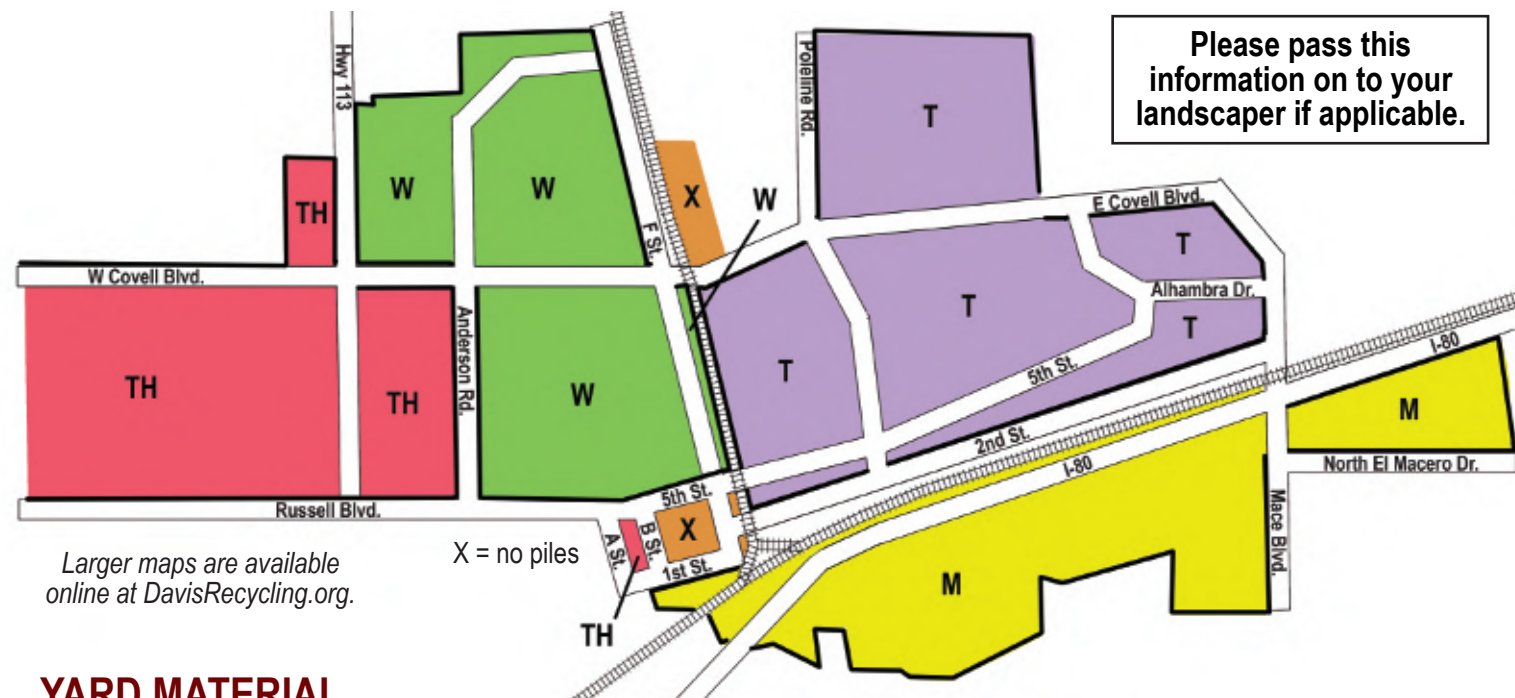 Please pass this
information on to your
landscaper if applicable.
Hwy 113
Poleline Rd.
T
W
W
X
W
TH
F St.
E Covell Blvd.
T
W Covell Blvd.
Alhambra Dr.
Anderson Rd.
T
T
I-80
T
TH
TH
W
5th St.
M
2nd St.
I-80
North El Macero Dr.
5th St.
Russell Blvd.
Mace Blvd.
X
A St.
B St.
1st St.
X = no piles
Larger maps are available
online at DavisRecycling.org.
M
TH
YARD MATERIAL